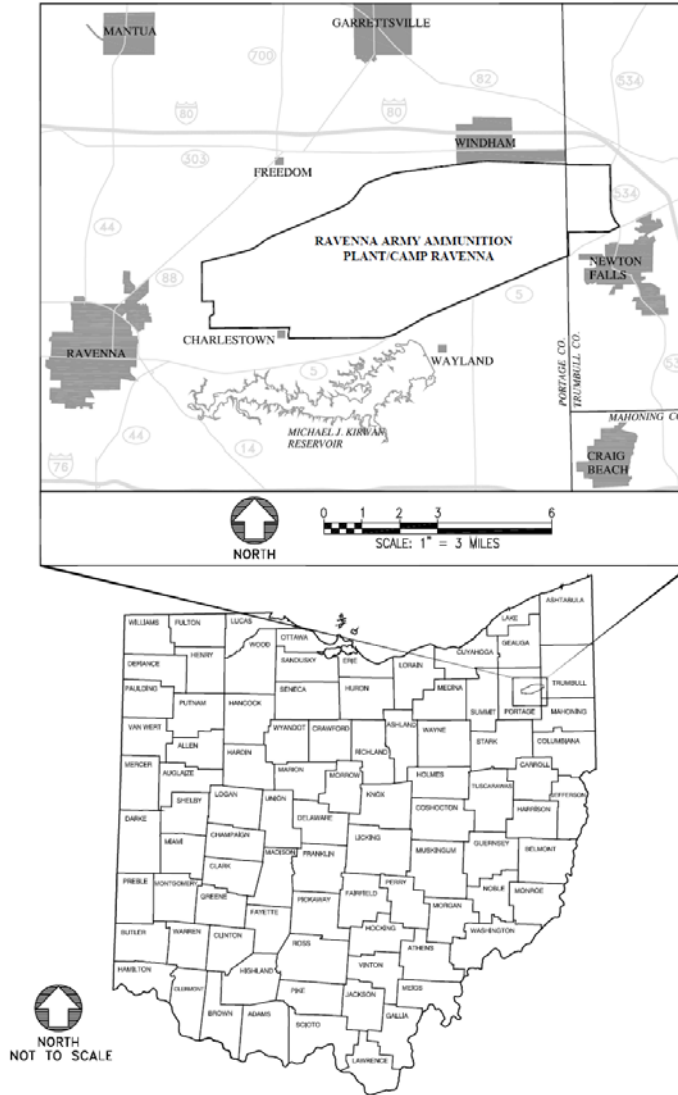 MANTUA
GARRETTSVILLE
700
534
82
80
80
WINDHAM
303
FREEDOM
534
44
RAVENNA ARMY AMMUNITION
PLANT/CAMP RAVENNA
NEWTON
FALLS
88
5
CHARLESTOWN
RAVENNA
WAYLAND
5
PORTAGE CO.
TRUMBULL CO.
53
MICHAEL J. KIRWAN
RESERVOIR
MAHONING C
44
14
76
CRAIG
BEACH
NORTH
0 1 2 3 6
SCALE: 1" = 3 MILES
ASHTABULA
LAKE
GEAUGA
WILLIAMS
FULTON
LUCAS
OTTAWA
WOOD
CUYAHOGA
HENRY
SANDUSKY
ERIE
LORAIN
DEFIANCE
TRUMBULL
PAULDING
SENECA
HURON
MEDINA
PUTNAM
HANCOCK
SUMMIT
PORTAGE
MAHONING
VAN WERT
WYANDOT
CRAWFORD
ASHLAND
WAYNE
STARK
COLUMBIANA
ALLEN
RICHLAND
HARDIN
MERCER
AUGLAIZE
MARION
MORROW
HOLMES
CARROLL
TUSCARAWAS
JEFFERSON
LOGAN
UNION
KNOX
SHELBY
COSHOCTON
HARRISON
DARKE
DELAWARE
CHAMPAIGN
LICKING
MIAMI
MUSKINGUM
GUERNSEY
BELMONT
MADISON
FRANKLIN
CLARK
PREBLE
MONTGOMERY
PERRY
NOBLE
MONROE
GREENE
FAIRFIELD
PICKAWAY
MORGAN
FAYETTE
BUTLER
WARREN
CLINTON
HOCKING
WASHINGTON
ROSS
ATHENS
HAMILTON
HIGHLAND
VINTON
CLERMONT
PIKE
JACKSON
MEIGS
BROWN
ADAMS
SCIOTO
GALLIA
LAWRENCE
NORTH
NOT TO SCALE